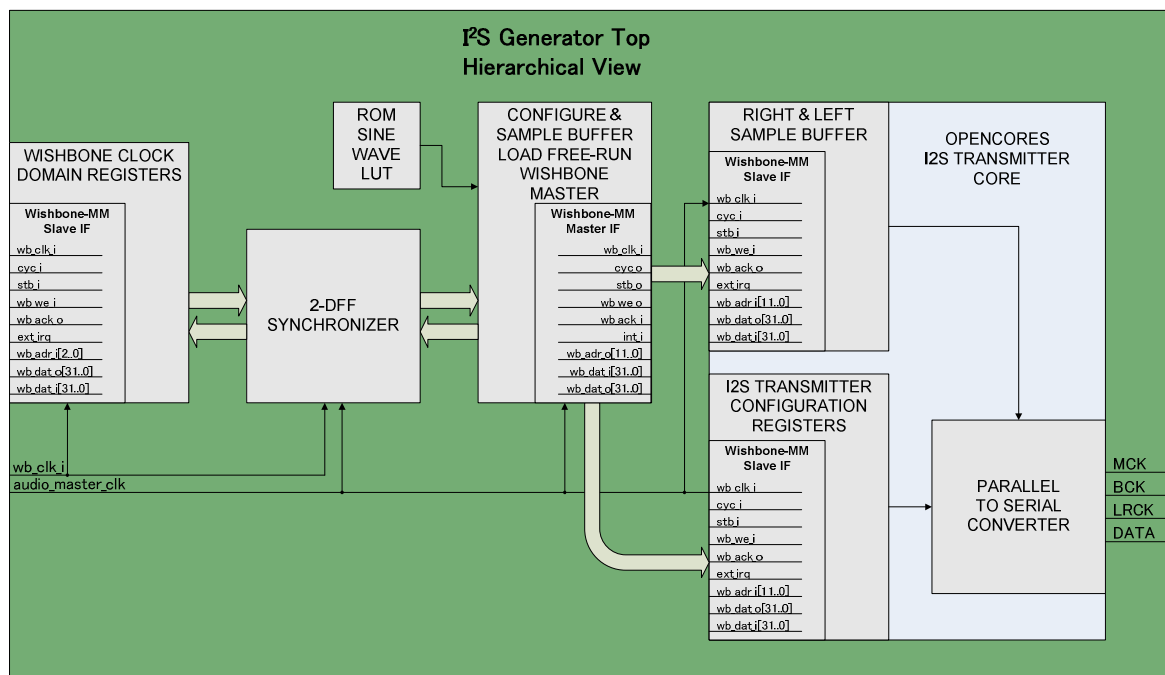 I²S Generator Top
Hierarchical View
WISHBONE CLOCK
DOMAIN REGISTERS
Wishbone-MM
Slave IF
wb_clk_i
cyc_i
stb_i
wb_we_i
wb_ack_o
ext_irq
wb_adr_i[2..0]
wb_dat_o[31..0]
wb_dat_i[31..0]
wb_clk_i
audio_master_clk
2-DFF
SYNCHRONIZER
ROM
SINE
WAVE
LUT
CONFIGURE &
SAMPLE BUFFER
LOAD FREE-RUN
WISHBONE
MASTER
Wishbone-MM
Master IF
wb_clk_i
cyc_o
stb_o
wb_we_o
wb_ack_i
int_i
wb_adr_o[11..0]
wb_dat_i[31..0]
wb_dat_o[31..0]
RIGHT & LEFT
SAMPLE BUFFER
Wishbone-MM
Slave IF
wb_clk_i
cyc_i
stb_i
wb_we_i
wb_ack_o
ext_irq
wb_adr_i[11..0]
wb_dat_o[31..0]
wb_dat_i[31..0]
OPENCORES
I2S TRANSMITTER
CORE
I2S TRANSMITTER
CONFIGURATION
REGISTERS
Wishbone-MM
Slave IF
wb_clk_i
cyc_i
stb_i
wb_we_i
wb_ack_o
ext_irq
wb_adr_i[11..0]
wb_dat_o[31..0]
wb_dat_i[31..0]
PARALLEL
TO SERIAL
CONVERTER
MCK
BCK
LRCK
DATA